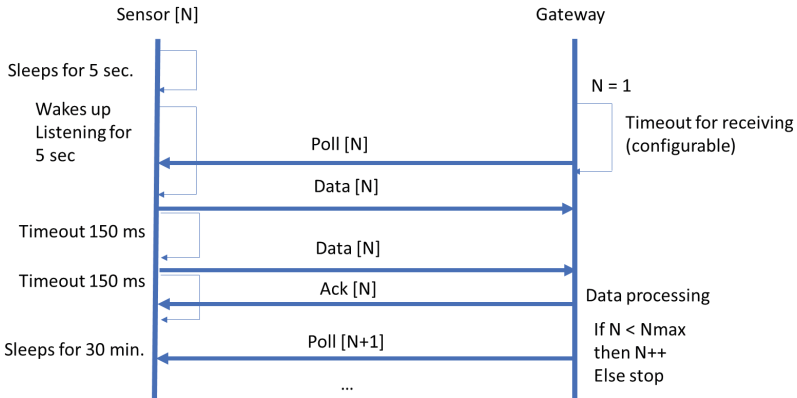 Sensor [N]
Gateway
Sleeps for 5 sec.
N = 1
Wakes up
Listening for
5 sec
Timeout for receiving
(configurable)
Poll [N]
Data [N]
Timeout 150 ms
Data [N]
Timeout 150 ms
Ack [N]
Data processing
If N < Nmax
then N++
Else stop
Poll [N+1]
Sleeps for 30 min.
...